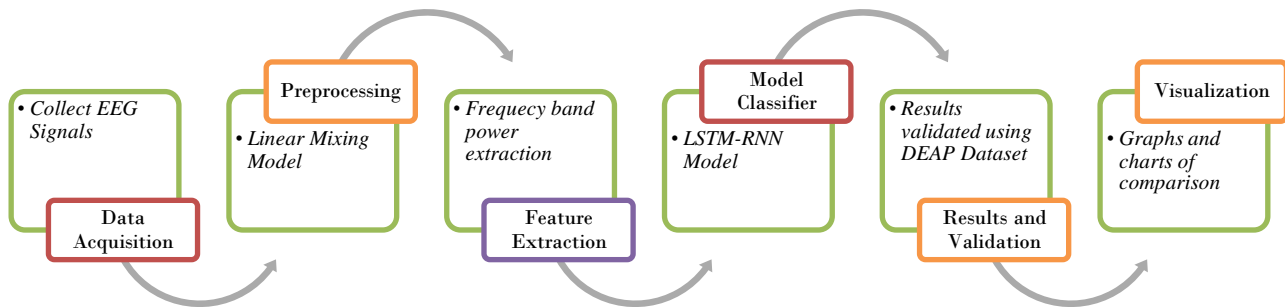 • Collect EEG
Signals
Data
Acquisition
Preprocessing
• Linear Mixing
Model
• Frequecy band
power
extraction
Feature
Extraction
Model
Classifier
• LSTM-RNN
Model
• Results
validated using
DEAP Dataset
Results and
Validation
Visualization
• Graphs and
charts of
comparison